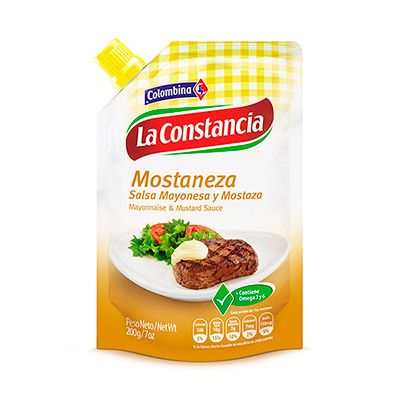 Colombina
La Constancia
Mostaneza
Salsa Mayonesa y Mostaza
Mayonnaise & Mustard Sauce
• Contiene
Omega 3 y 6
Peso Neto / Net Wt
200g / 7oz